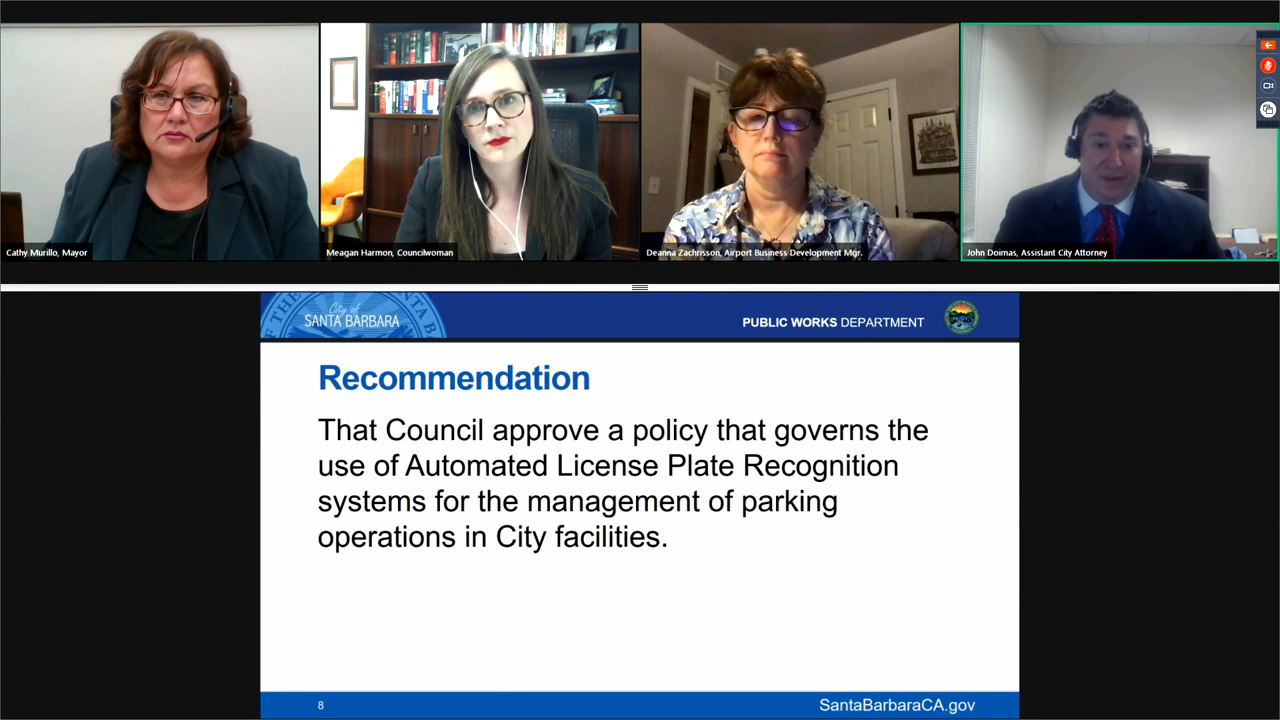 Cathy Murillo, Mayor
Meagan Harmon, Councilwoman
Deanna Zachrisson, Airport Business Development Mgr.
John Doimas, Assistant City Attorney
City of
SANTA BARBARA
PUBLIC WORKS DEPARTMENT
Recommendation
That Council approve a policy that governs the
use of Automated License Plate Recognition
systems for the management of parking
operations in City facilities.
8
SantaBarbaraCA.gov